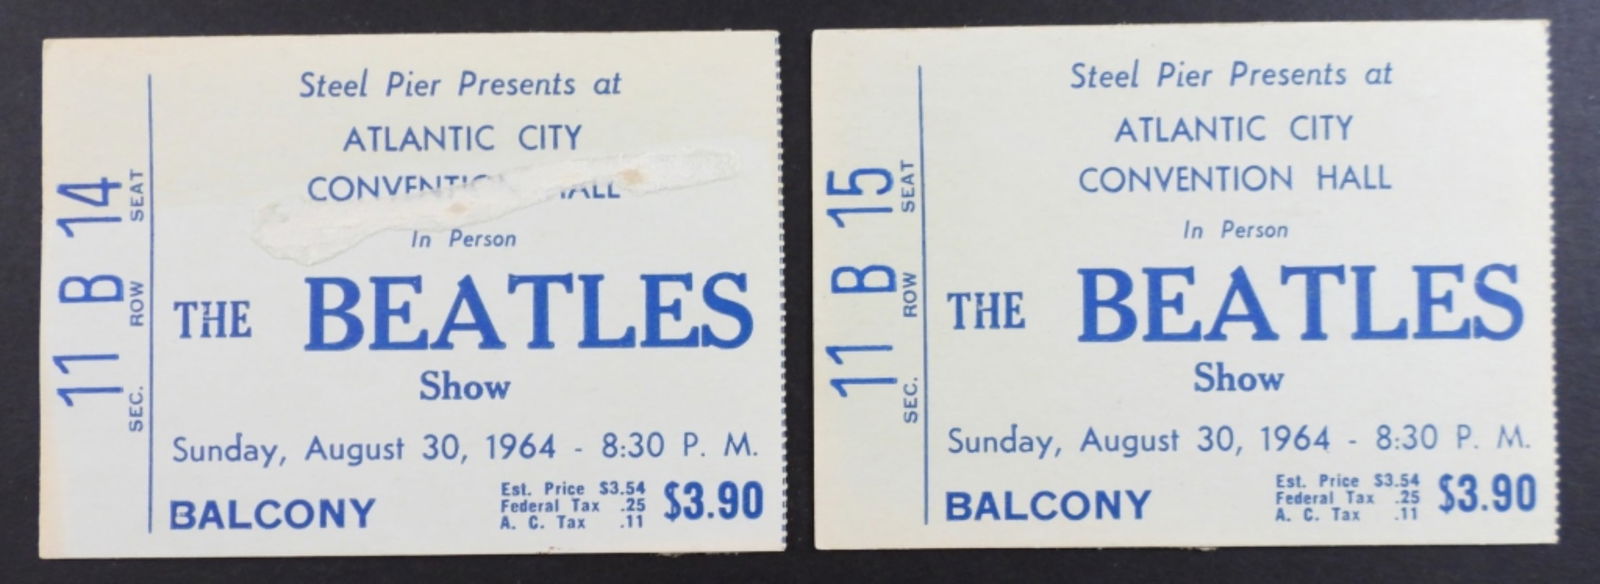 11 B 14
SEC. ROW SEAT
Steel Pier Presents at
ATLANTIC CITY
HALL
In Person
THE BEATLES
Show
Sunday, August 30, 1964 - 8:30 P. M.
BALCONY
Est. Price $3.54
Federal Tax .25
A. C. Tax .11
$3.90
11 B 15
SEC. ROW SEAT
Steel Pier Presents at
ATLANTIC CITY
CONVENTION HALL
In Person
THE BEATLES
Show
Sunday, August 30, 1964 - 8:30 P. M.
BALCONY
Est. Price $3.54
Federal Tax .25
A. C. Tax .11
$3.90